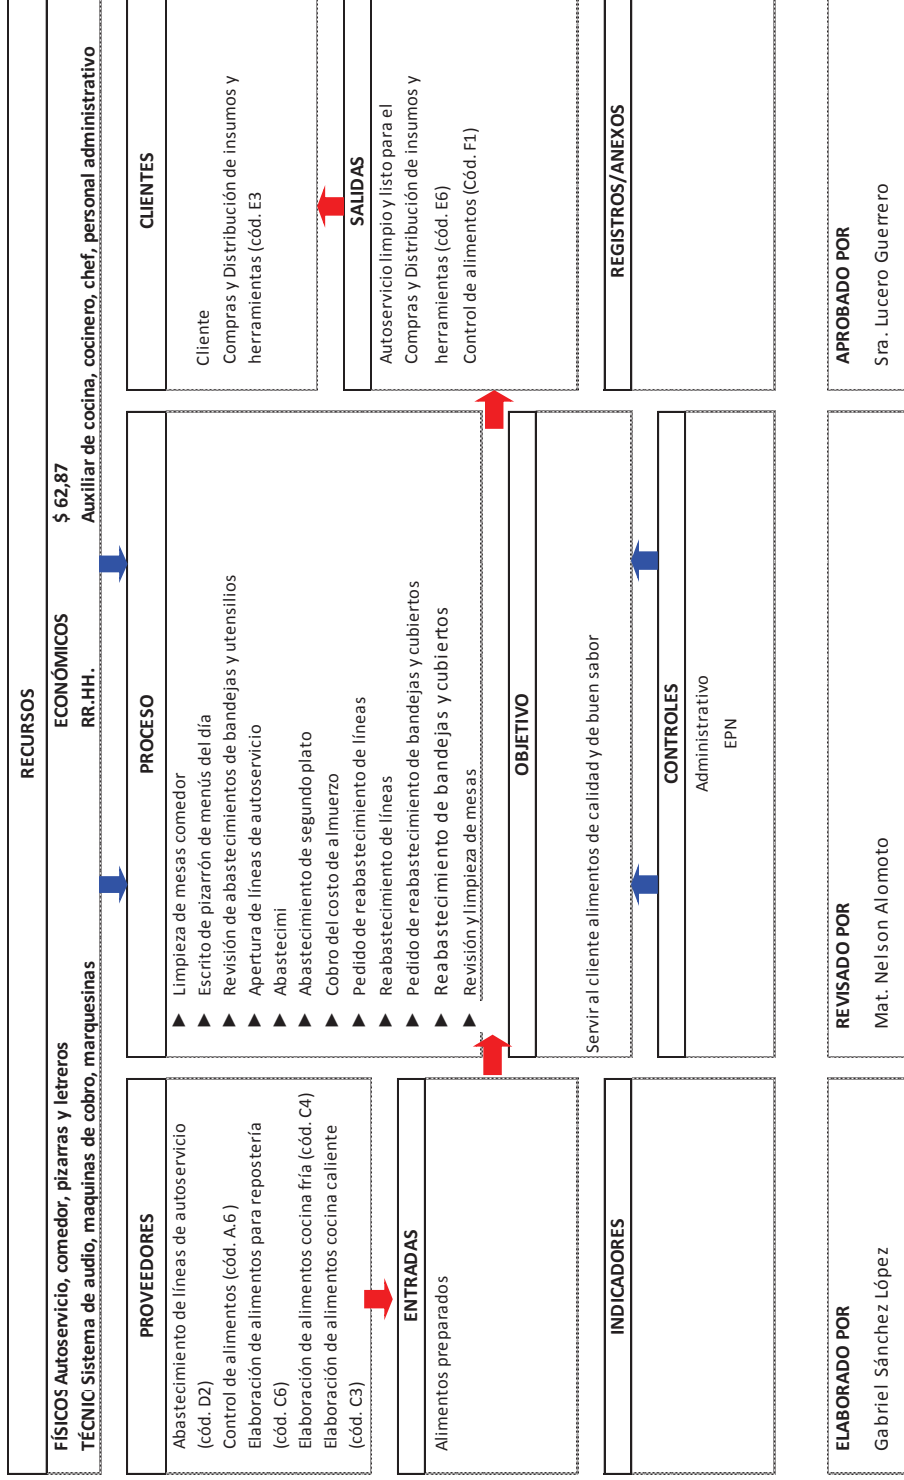 RECURSOS
FÍSICOS Autoservicio, comedor, pizarras y letreros
ECONÓMICOS
$ 62,87
TÉCNIC Sistema de audio, maquinas de cobro, marquesinas
RR.HH.
Auxiliar de cocina, cocinero, chef, personal administrativo
PROVEEDORES
Abastecimiento de líneas de autoservicio
(cód. D2)
Control de alimentos (cód. A.6 )
Elaboración de alimentos para repostería
(cód. C6)
Elaboración de alimentos cocina fría (cód. C4)
Elaboración de alimentos cocina caliente
(cód. C3)
ENTRADAS
Alimentos preparados
INDICADORES
PROCESO
▶ Limpieza de mesas comedor
▶ Escrito de pizarrón de menús del día
▶ Revisión de abastecimientos de bandejas y utensilios
▶ Apertura de líneas de autoservicio
▶ Abastecimi
▶ Abastecimiento de segundo plato
▶ Cobro del costo de almuerzo
▶ Pedido de reabastecimiento de líneas
▶ Reabastecimiento de líneas
▶ Pedido de reabastecimiento de bandejas y cubiertos
▶ Reabastecimiento de bandejas y cubiertos
▶ Revisión y limpieza de mesas
OBJETIVO
Servir al cliente alimentos de calidad y de buen sabor
CONTROLES
Administrativo
EPN
CLIENTES
Cliente
Compras y Distribución de insumos y
herramientas (cód. E3
SALIDAS
Autoservicio limpio y listo para el
Compras y Distribución de insumos y
herramientas (cód. E6)
Control de alimentos (Cód. F1)
REGISTROS/ANEXOS
ELABORADO POR
Gabriel Sánchez López
REVISADO POR
Mat. Nelson Alomoto
APROBADO POR
Sra. Lucero Guerrero